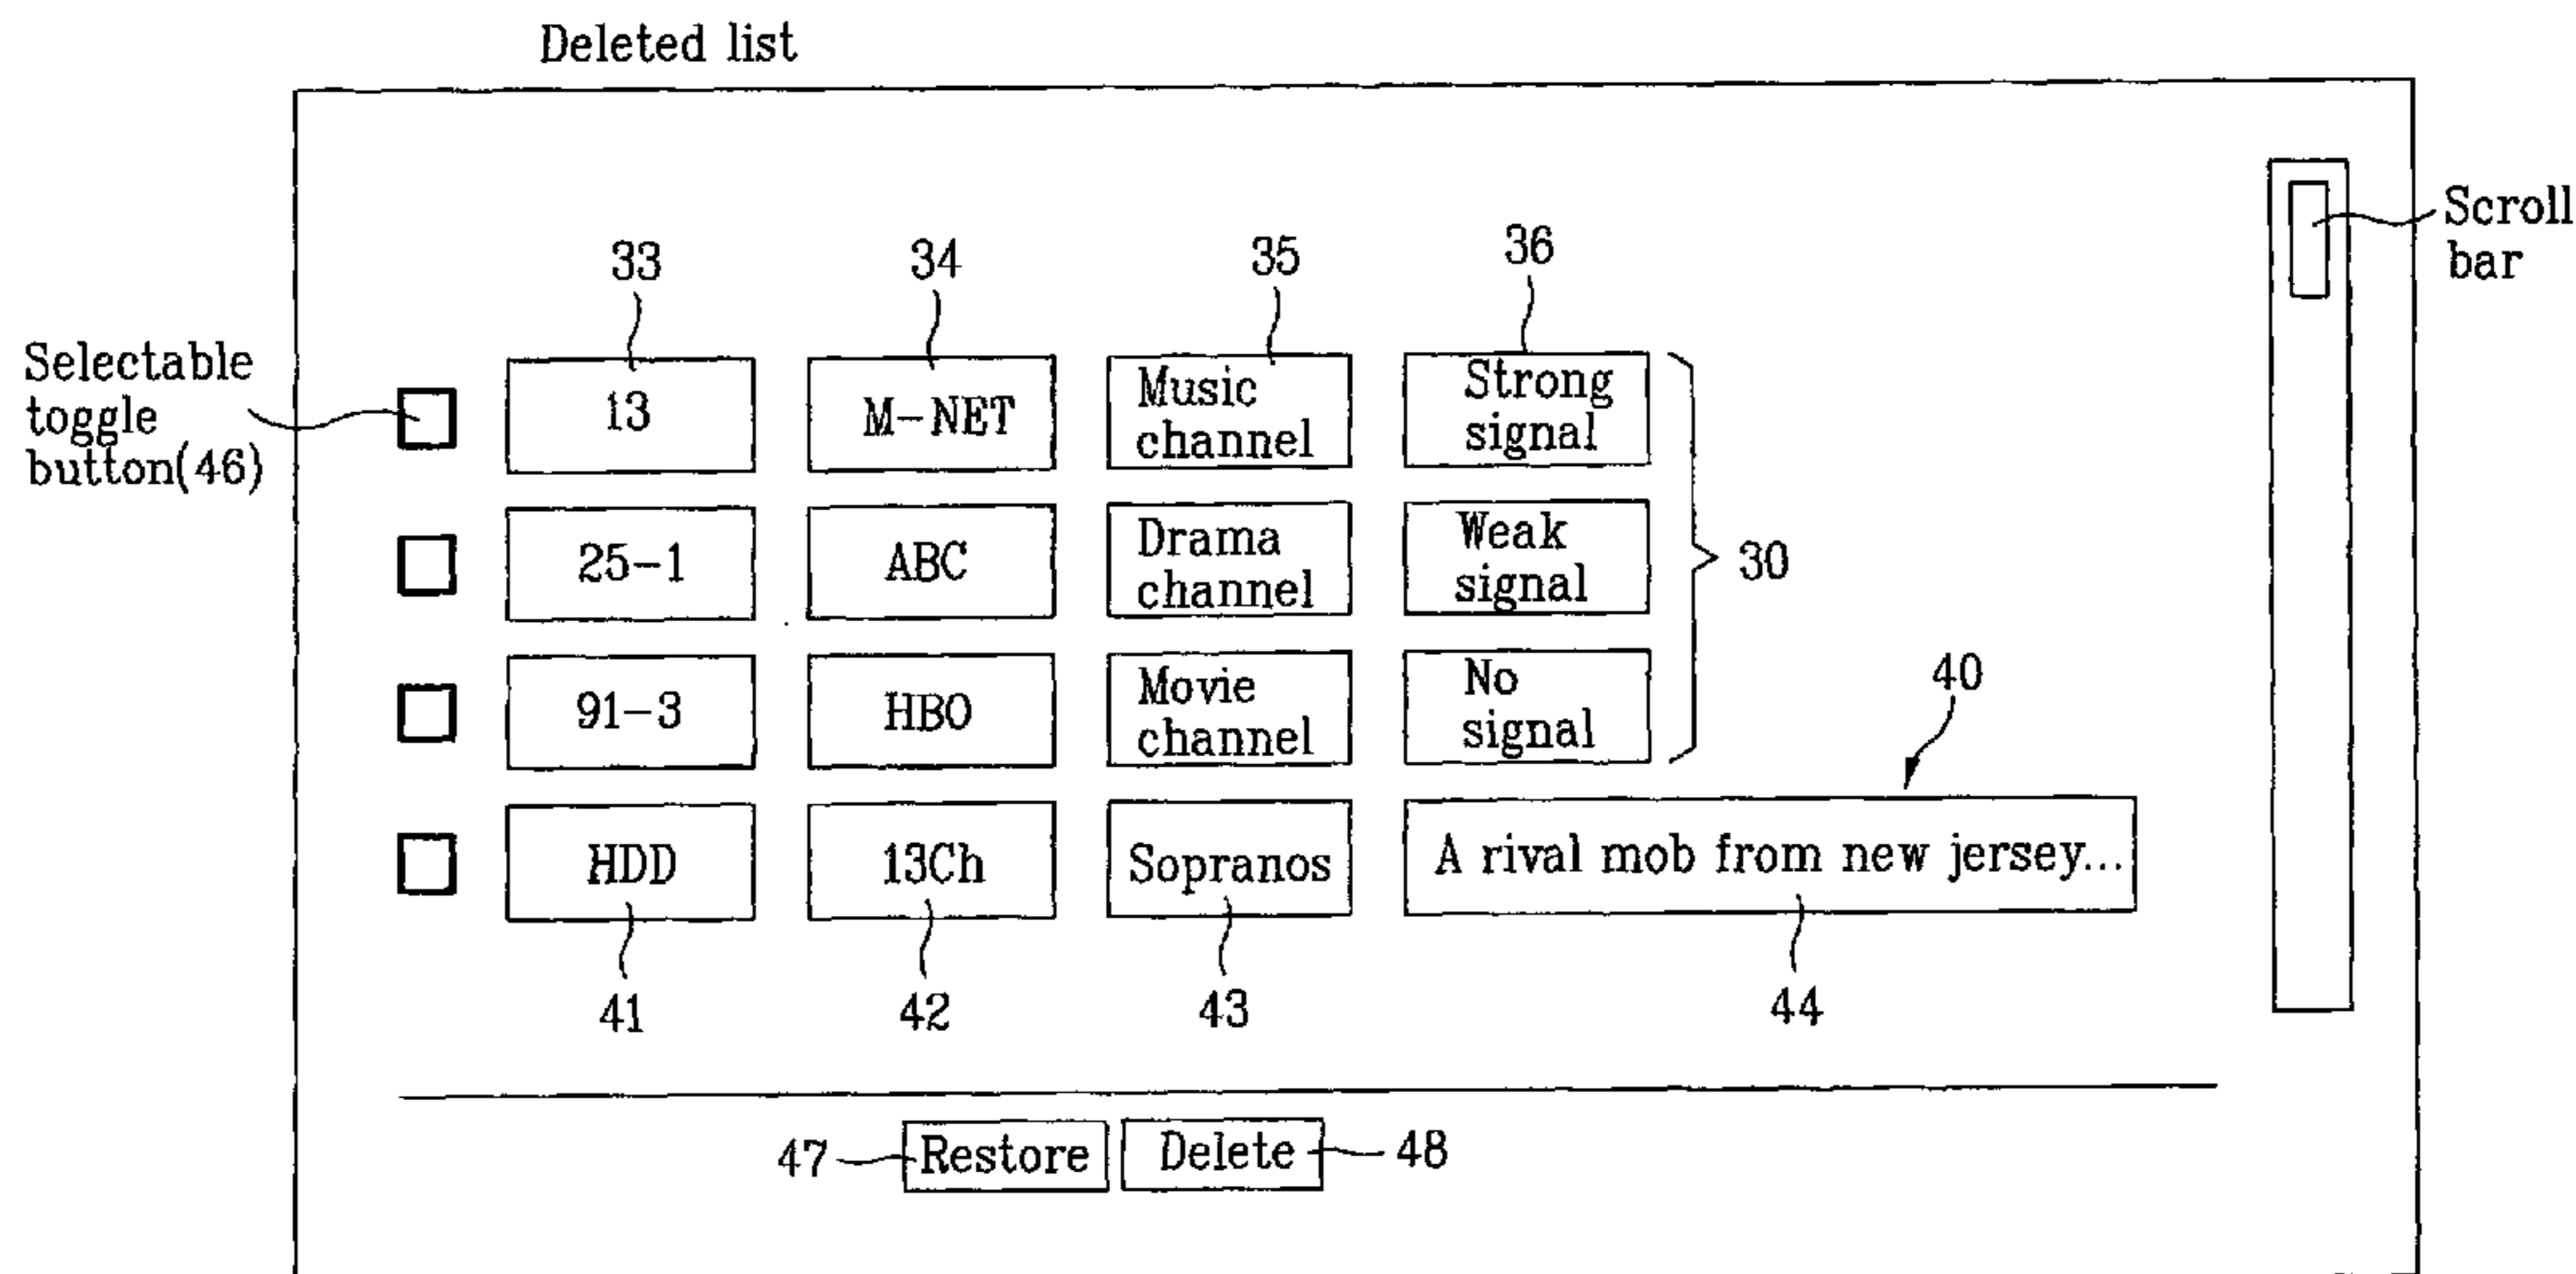 Deleted list
Scroll
bar
33
34
35
36
Selectable
toggle
button(46)
13
M-NET
Music
channel
Strong
signal
25-1
ABC
Drama
channel
Weak
signal
30
91-3
HBO
Movie
channel
No
signal
40
HDD
13Ch
Sopranos
A rival mob from new jersey...
41
42
43
44
47
Restore
Delete
48